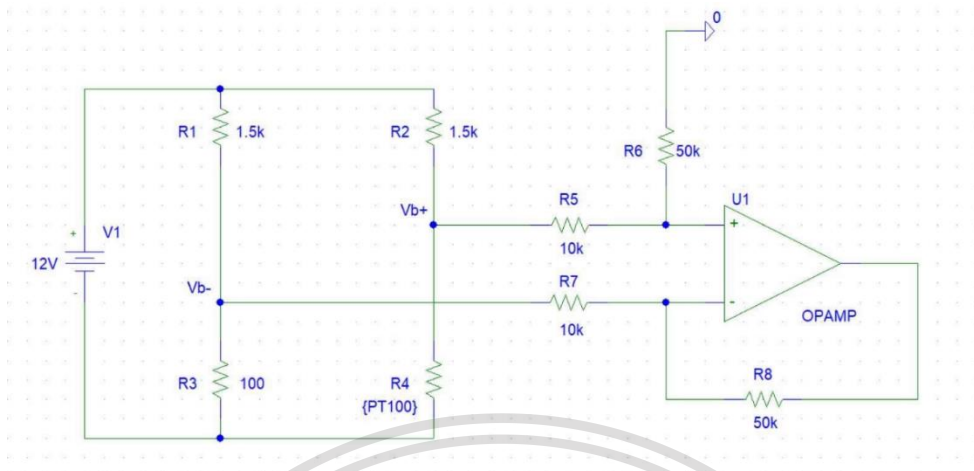 0
R1 1.5k
R2 1.5k
R6 50k
R5
U1
Vb+
+
+ V1
10k
12V
R7
Vb-
-
-
OPAMP
10k
R3 100
R4
R8
{PT100}
50k